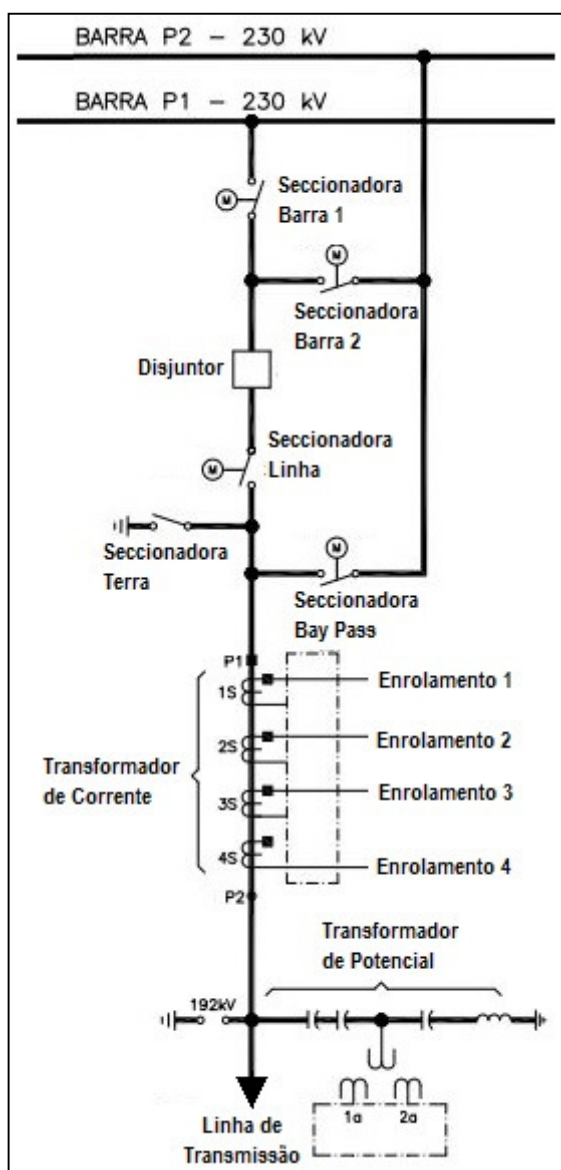 BARRA P2 - 230 kV
BARRA P1 - 230 kV
Seccionadora
Barra 1
M
M
Seccionadora
Barra 2
Disjuntor
Seccionadora
Linha
M
Seccionadora
Terra
M
Seccionadora
Bay Pass
P1
1S
Enrolamento 1
2S
Enrolamento 2
Transformador
de Corrente
3S
Enrolamento 3
4S
Enrolamento 4
P2
Transformador
de Potencial
192kV
1a
2a
Linha de
Transmissão